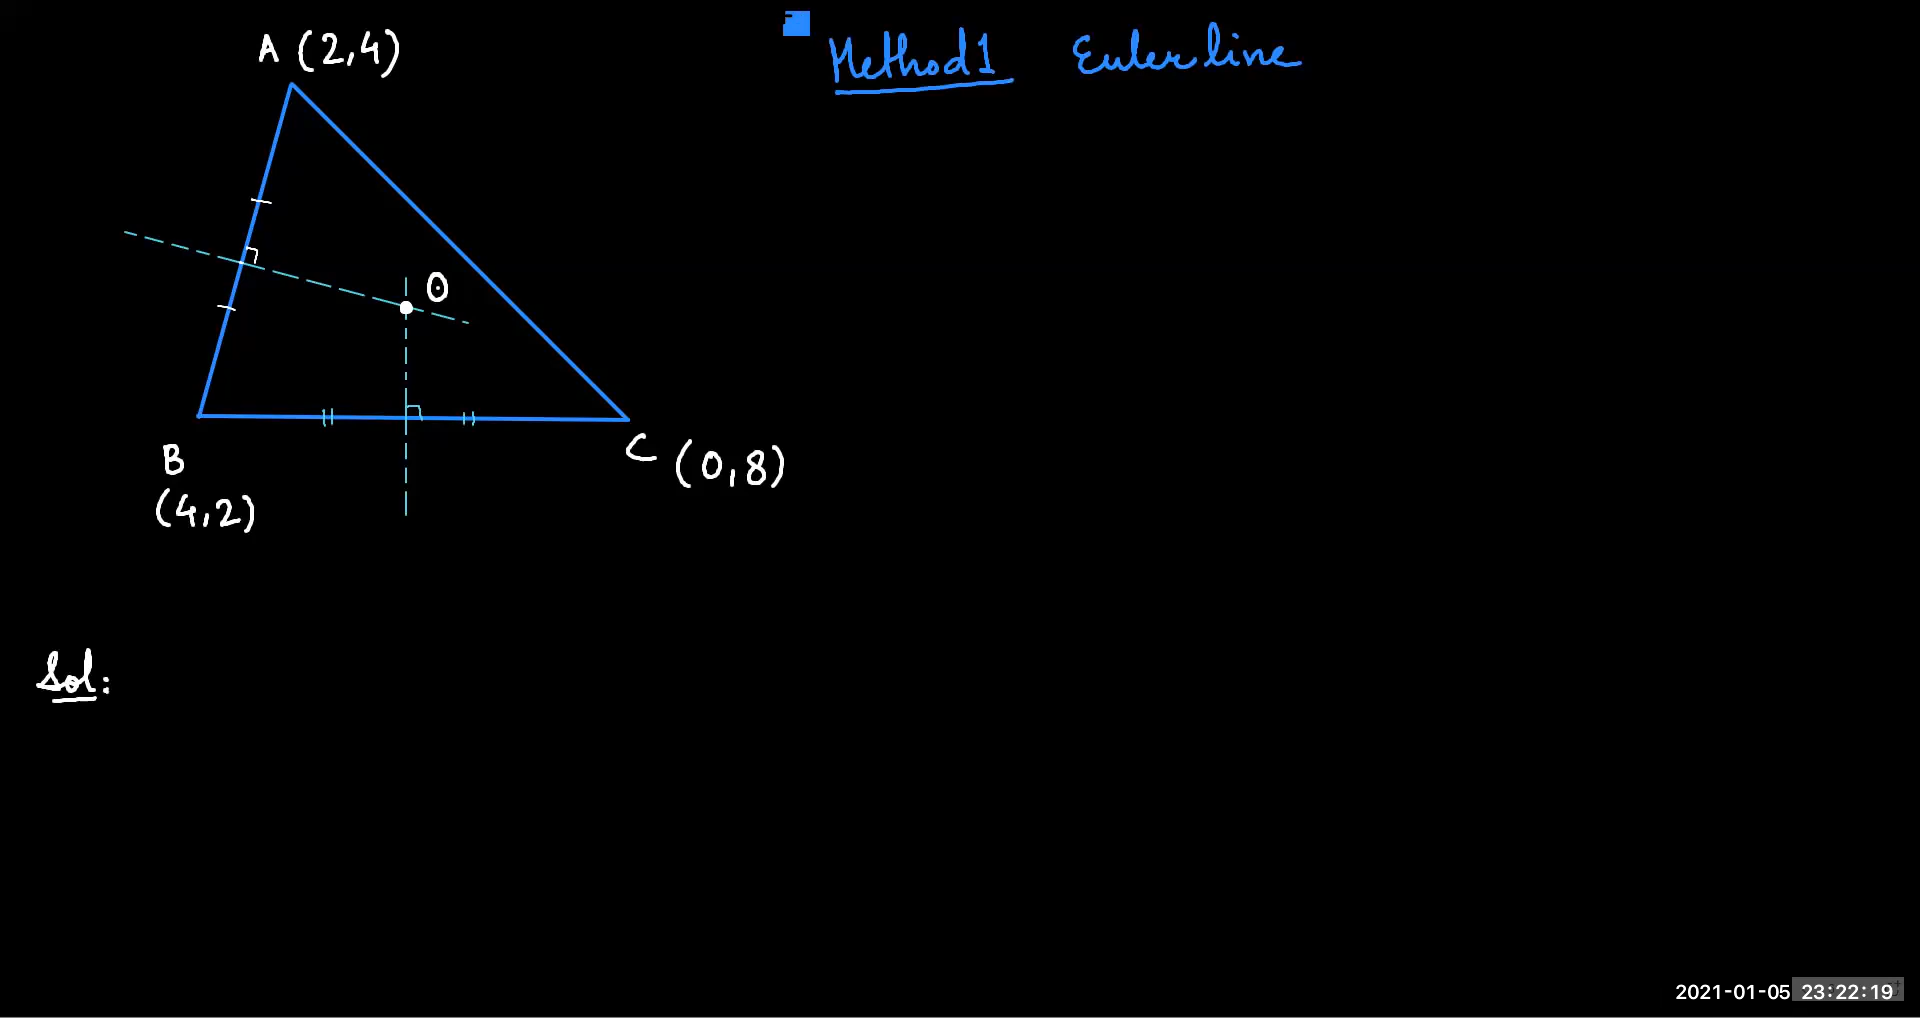 A (2,4)
Method 1 Euler line
O
B
(4,2)
C (0,8)
Sol:
2021-01-05 23:22:19